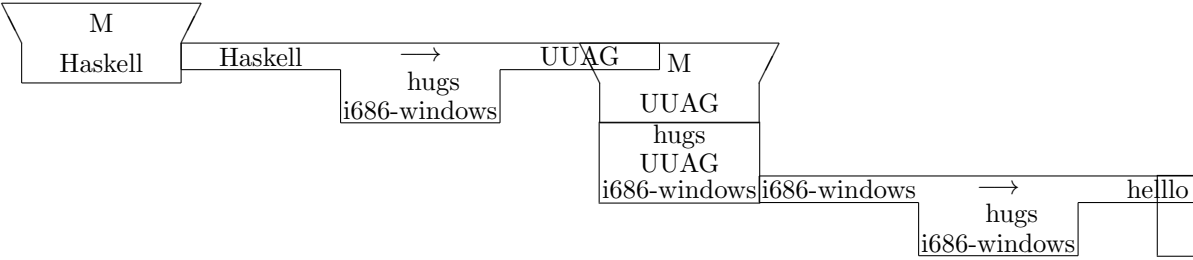 M
Haskell
Haskell → UUAG
hugs
i686-windows
M
UUAG
hugs
UUAG
i686-windows
i686-windows → helllo
hugs
i686-windows